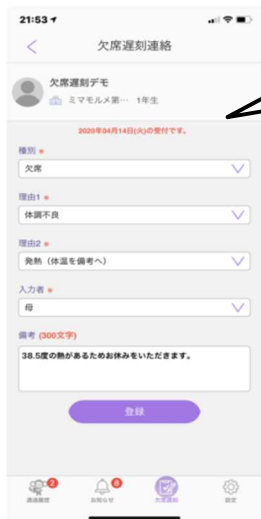 21:53
欠席遅刻連絡
欠席遅刻デモ
ミマモルメ第… 1年生
2020年04月14日(火)の受付です。
種別 *
欠席
理由1 *
体調不良
理由2 *
発熱（体温を備考へ）
入力者 *
母
備考 (300文字)
38.5度の熱があるためお休みをいただきます。
登録
2
8
通過履歴
お知らせ
欠席遅刻
設定